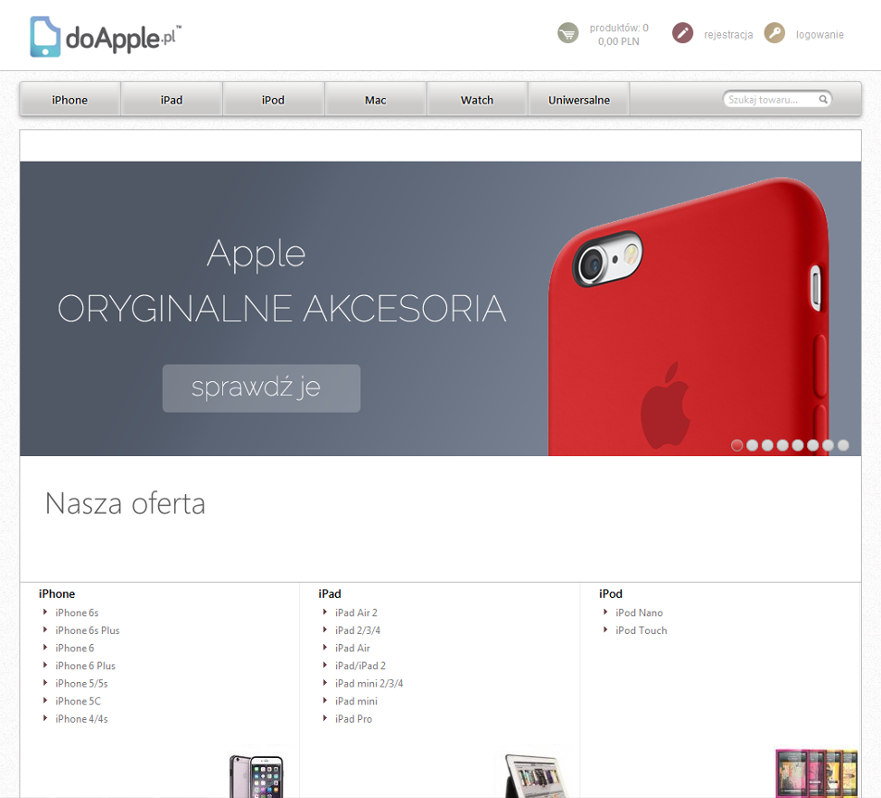 doApple.pl™
produktów: 0
0,00 PLN
rejestracja
logowanie
iPhone
iPad
iPod
Mac
Watch
Uniwersalne
Szukaj towaru...
Apple
ORYGINALNE AKCESORIA
sprawdź je
Nasza oferta
iPhone
iPhone 6s
iPhone 6s Plus
iPhone 6
iPhone 6 Plus
iPhone 5/5s
iPhone 5C
iPhone 4/4s
iPad
iPad Air 2
iPad 2/3/4
iPad Air
iPad/iPad 2
iPad mini 2/3/4
iPad mini
iPad Pro
iPod
iPod Nano
iPod Touch